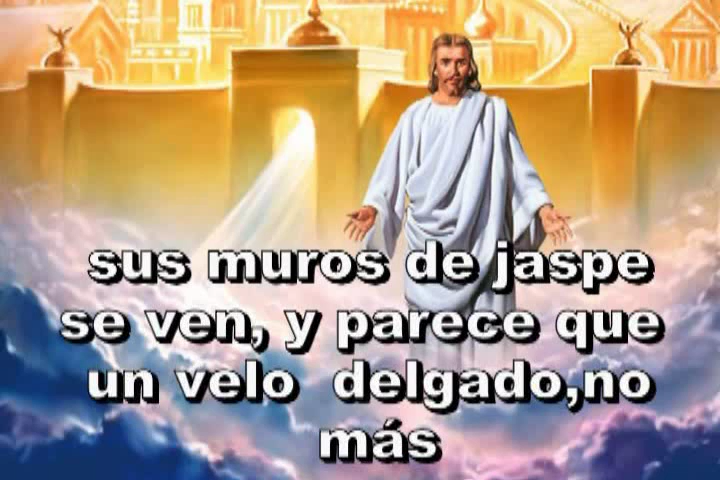 sus muros de jaspe
se ven, y parece que
un velo delgado,no
más